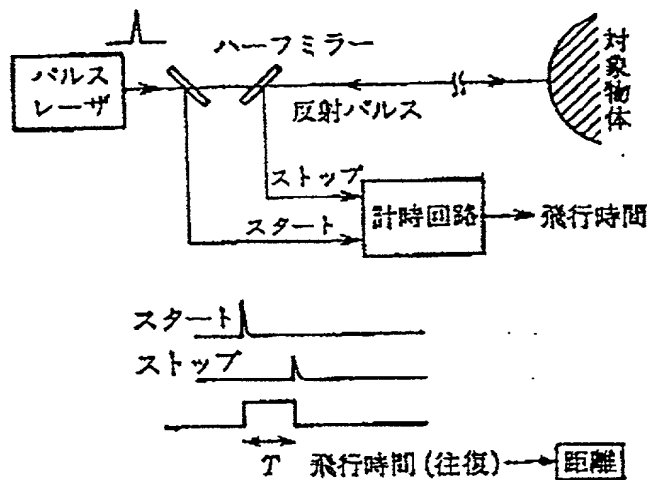 ハーフミラー
パルス
レーザ
対象物体
反射パルス
ストップ
スタート
計時回路
飛行時間
スタート
ストップ
T 飛行時間(往復) 距離